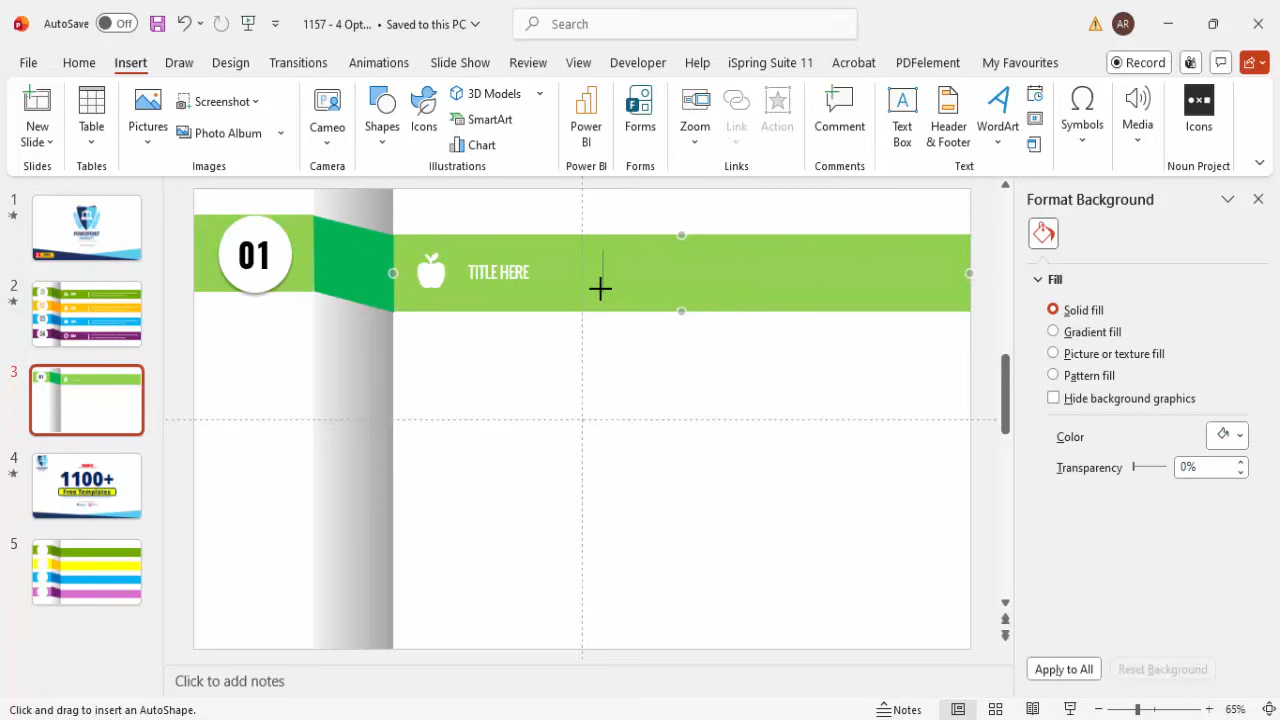 AutoSave Off 1157 - 4 Opt... • Saved to this PC Search AR
File Home Insert Draw Design Transitions Animations Slide Show Review View Developer Help iSpring Suite 11 Acrobat PDFelement My Favourites Record
New Slide
Slides
Table
Tables
Pictures
Screenshot
Photo Album
Images
Cameo
Camera
Shapes
Icons
3D Models
SmartArt
Chart
Illustrations
Power BI
Power BI
Forms
Forms
Zoom
Link
Action
Links
Comment
Comments
Text Box
Header & Footer
WordArt
Text
Symbols
Media
Icons
Noun Project
1
2
3
4
1100+
Free Templates
5
01
TITLE HERE
Format Background
Fill
Solid fill
Gradient fill
Picture or texture fill
Pattern fill
Hide background graphics
Color
Transparency 0%
Apply to All Reset Background
Click to add notes
Click and drag to insert an AutoShape. Notes 65%